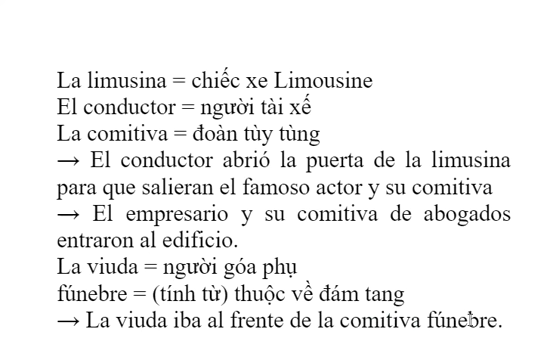 La limusina = chiếc xe Limousine
El conductor = người tài xế
La comitiva = đoàn tùy tùng
→ El conductor abrió la puerta de la limusina
para que salieran el famoso actor y su comitiva
→ El empresario y su comitiva de abogados
entraron al edificio.
La viuda = người góa phụ
fúnebre = (tính từ) thuộc về đám tang
→ La viuda iba al frente de la comitiva fúnebre.